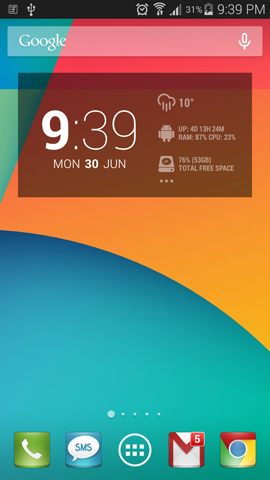 31% 9:39 PM
Google
9:39
MON 30 JUN
10°
UP: 4D 13H 24M
RAM: 87% CPU: 23%
76% (53GB)
TOTAL FREE SPACE
SMS
5